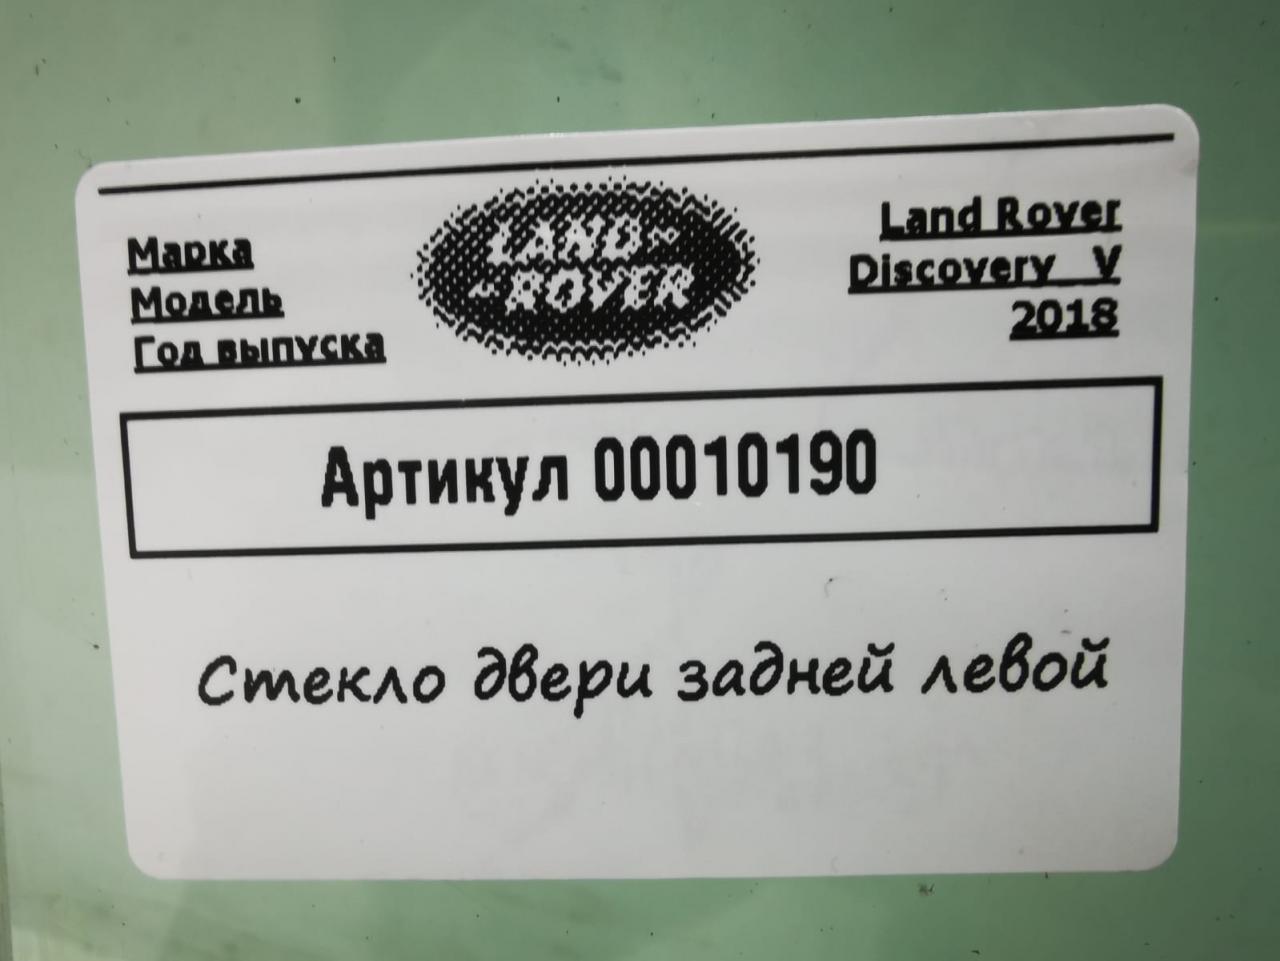 Марка
Модель
Год выпуска
LAND-
-ROVER
Land Rover
Discovery V
2018
Артикул 00010190
Стекло двери задней левой